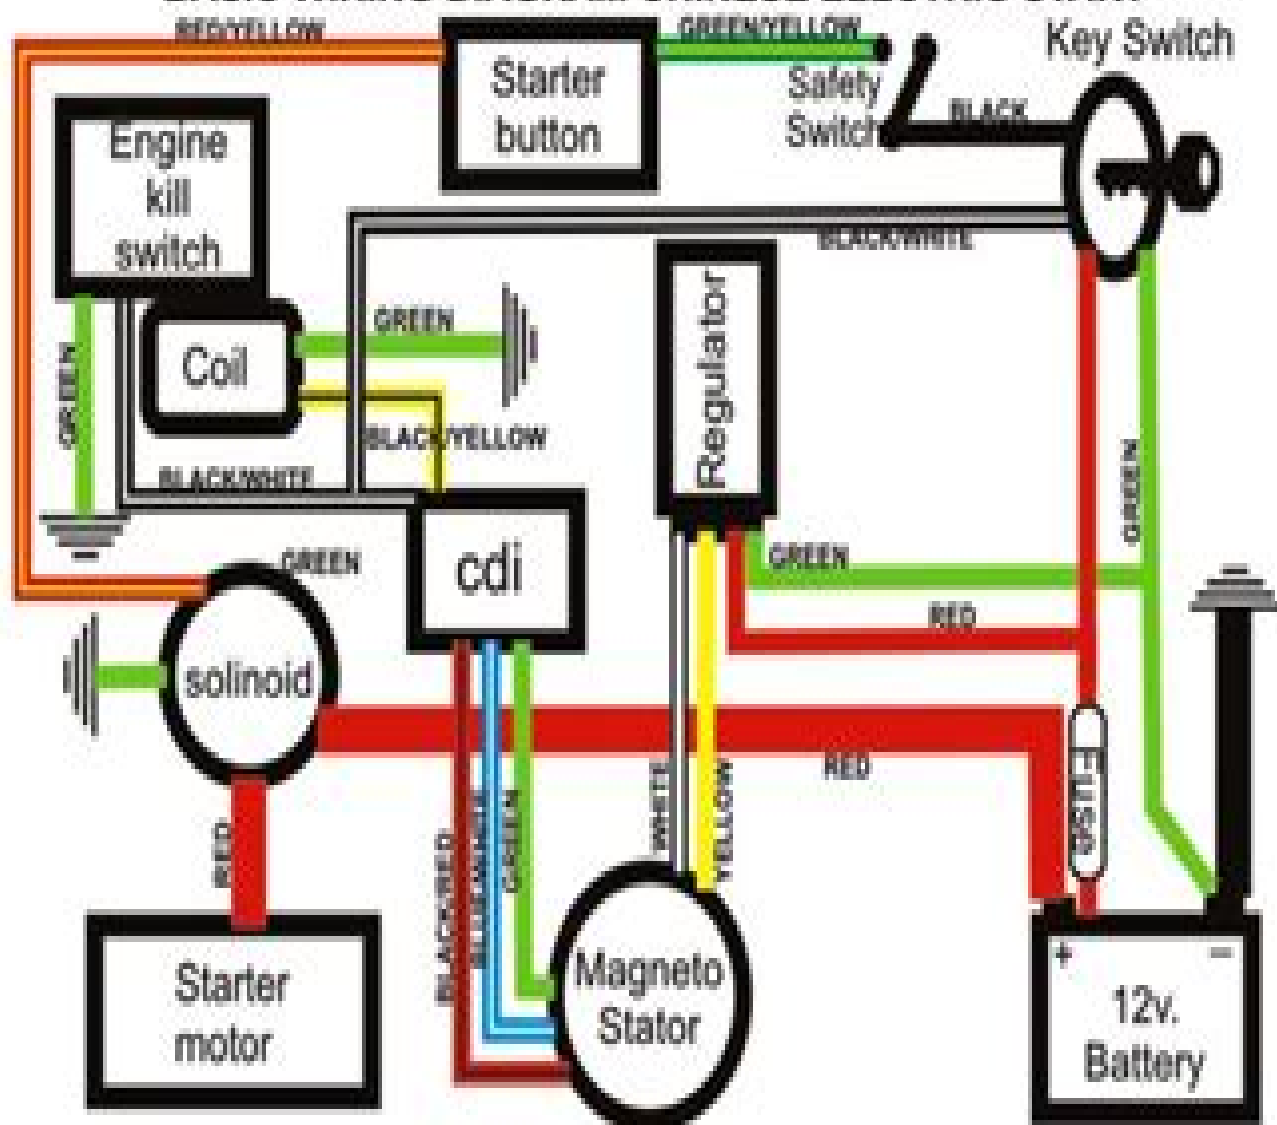 RED/YELLOW
GREEN/YELLOW
Key Switch
Starter
button
Safety
Switch
BLACK
Engine
kill
switch
BLACK/WHITE
Regulator
GREEN
Coil
GREEN
BLACK/YELLOW
BLACK/WHITE
GREEN
cdi
GREEN
GREEN
RED
solinoid
RED
Fuse
WHITE
YELLOW
RED
BLACK/RED
BLUE/WHITE
GREEN
Magneto
Stator
Starter
motor
+
–
12v.
Battery